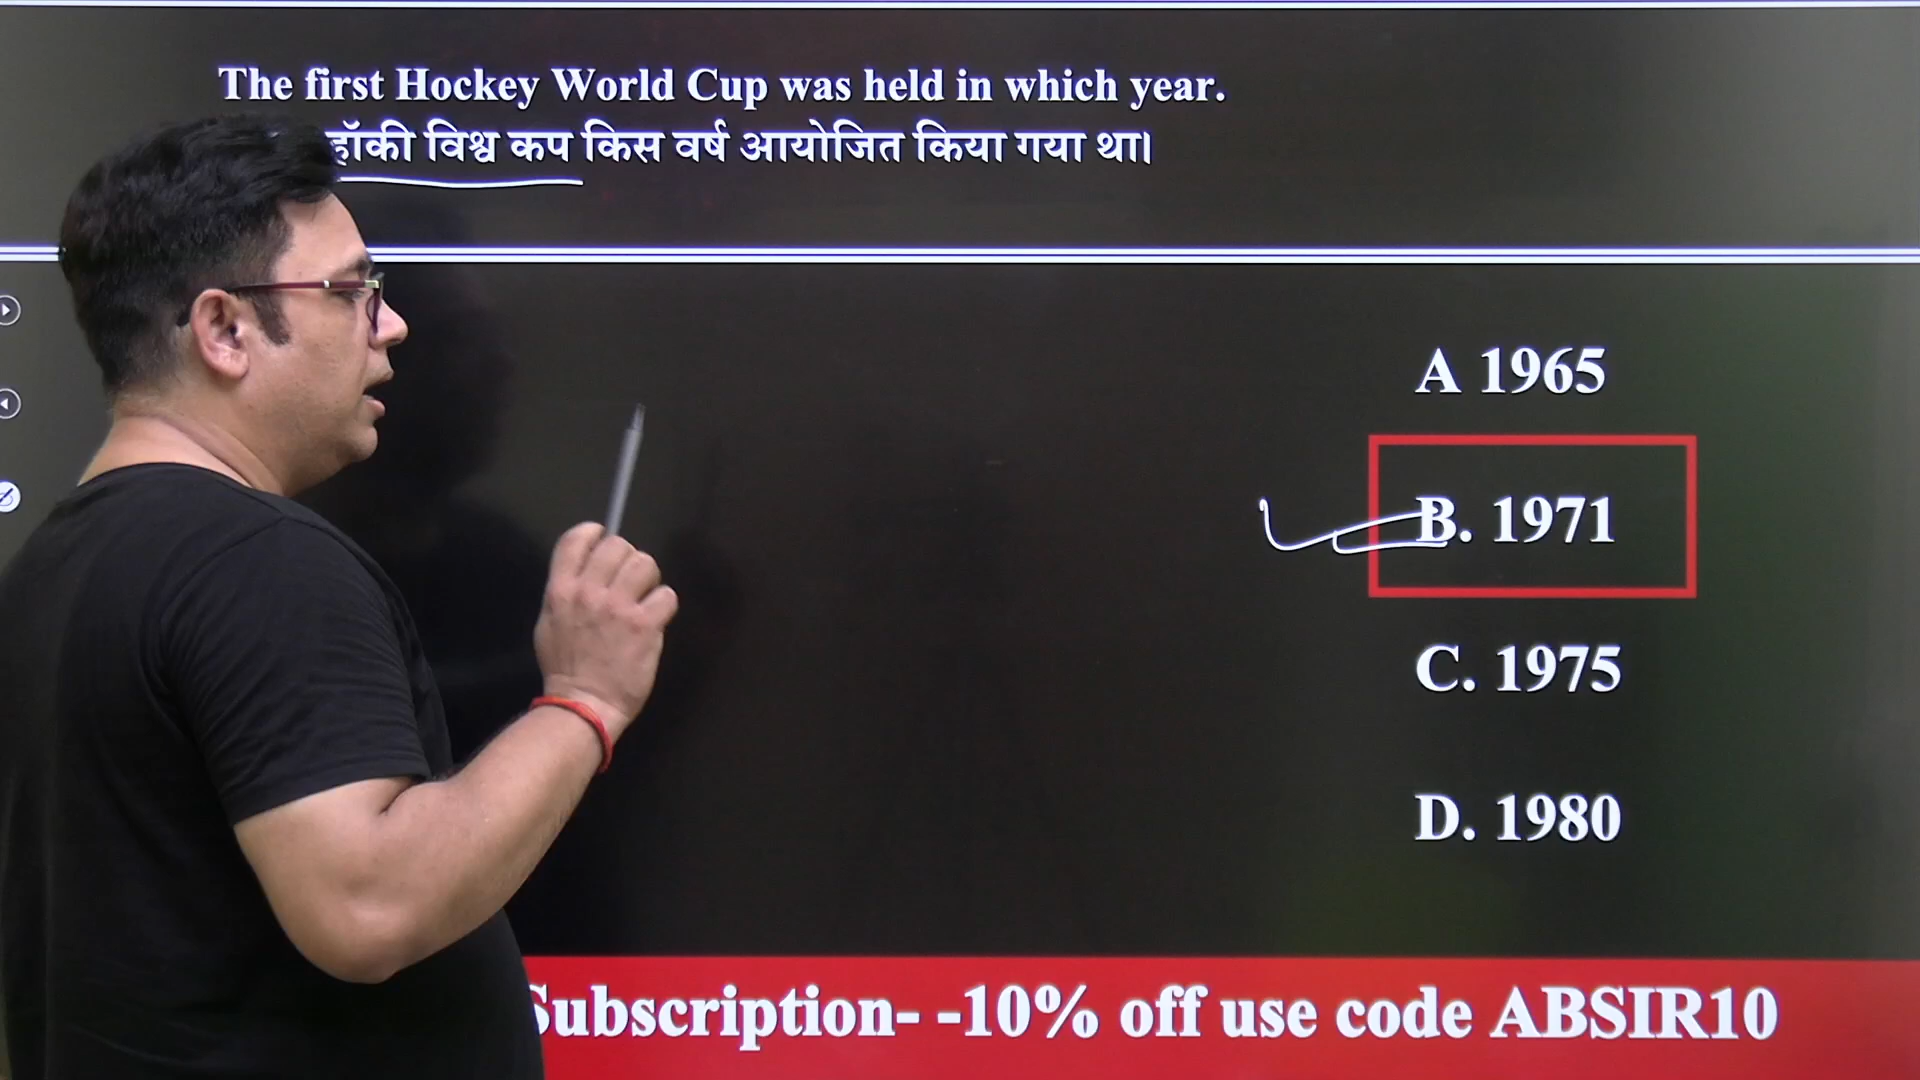 The first Hockey World Cup was held in which year.
हॉकी विश्व कप किस वर्ष आयोजित किया गया था।
A 1965
B. 1971
C. 1975
D. 1980
Subscription- -10% off use code ABSIR10